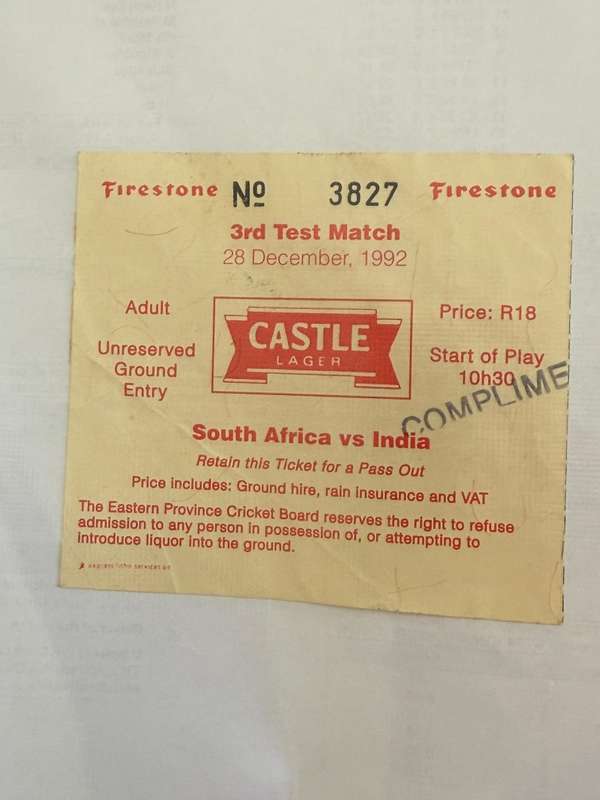 Firestone Nº 3827 Firestone
3rd Test Match
28 December, 1992
Adult
Unreserved
Ground
Entry
CASTLE
LAGER
Price: R18
Start of Play
10h30
COMPLIME
South Africa vs India
Retain this Ticket for a Pass Out
Price includes: Ground hire, rain insurance and VAT
The Eastern Province Cricket Board reserves the right to refuse
admission to any person in possession of, or attempting to
introduce liquor into the ground.
express litho services